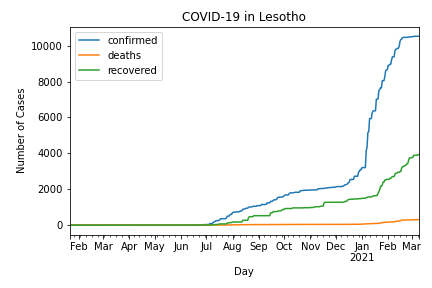 COVID-19 in Lesotho
confirmed
deaths
recovered
Number of Cases
10000
8000
6000
4000
2000
0
Feb Mar Apr May Jun Jul Aug Sep Oct Nov Dec Jan Feb Mar
2021
Day